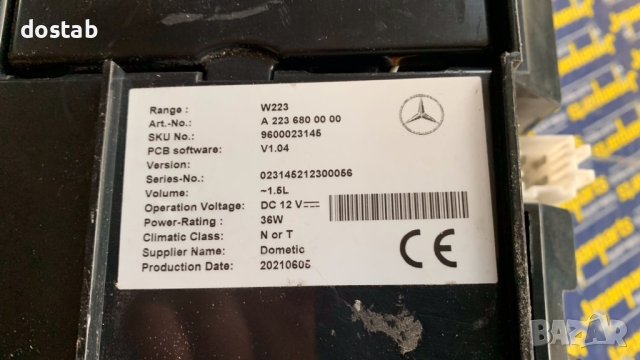 dostab
Range : W223
Art.-No.: A 223 680 00 00
SKU No.: 9600023145
PCB software: V1.04
Version:
Series-No.: 023145212300056
Volume: ~1.5L
Operation Voltage: DC 12 V
Power-Rating : 36W
Climatic Class: N or T
Supplier Name: Dometic
Production Date: 20210605
CE
BAZAR